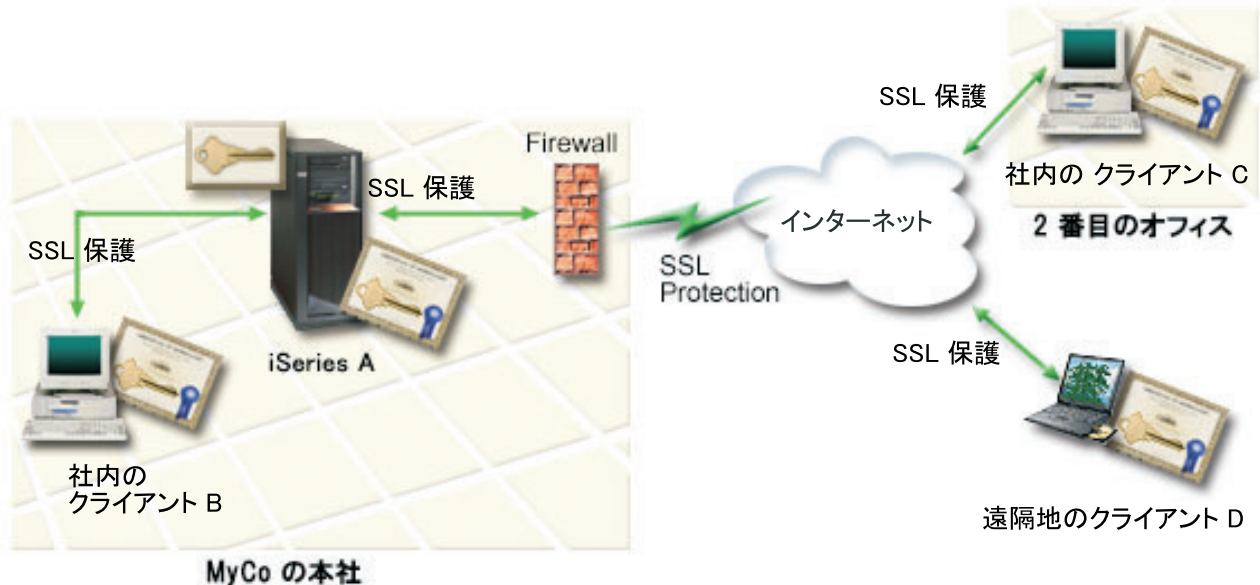 SSL 保護
社内の クライアント C
2 番目のオフィス
Firewall
SSL 保護
インターネット
SSL 保護
SSL
Protection
iSeries A
SSL 保護
社内の
クライアント B
遠隔地のクライアント D
MyCo の本社